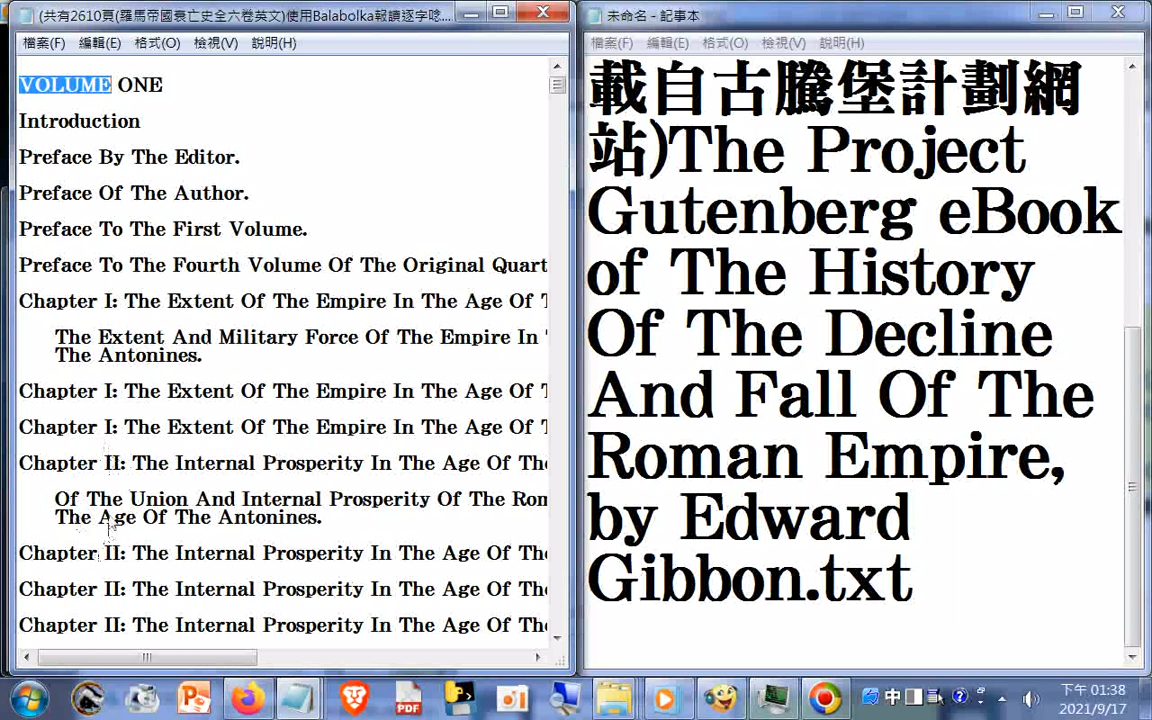 (共有2610頁(羅馬帝國衰亡史全六卷英文)使用Balabolka報讀逐字唸...
檔案(F) 編輯(E) 格式(O) 檢視(V) 說明(H)
VOLUME ONE
Introduction
Preface By The Editor.
Preface Of The Author.
Preface To The First Volume.
Preface To The Fourth Volume Of The Original Quart
Chapter I: The Extent Of The Empire In The Age Of T
The Extent And Military Force Of The Empire In
The Antonines.
Chapter I: The Extent Of The Empire In The Age Of T
Chapter I: The Extent Of The Empire In The Age Of T
Chapter II: The Internal Prosperity In The Age Of The
Of The Union And Internal Prosperity Of The Rom
The Age Of The Antonines.
Chapter II: The Internal Prosperity In The Age Of The
Chapter II: The Internal Prosperity In The Age Of The
Chapter II: The Internal Prosperity In The Age Of The
未命名 - 記事本
檔案(F) 編輯(E) 格式(O) 檢視(V) 說明(H)
載自古騰堡計劃網
站)The Project
Gutenberg eBook
of The History
Of The Decline
And Fall Of The
Roman Empire,
by Edward
Gibbon.txt
PDF
中
下午 01:38
2021/9/17